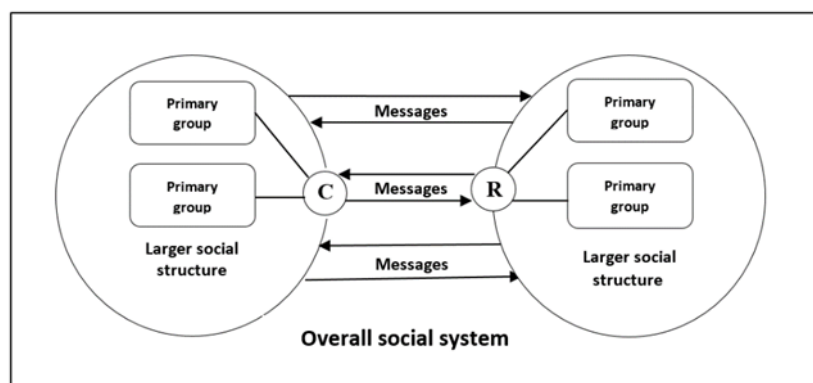 Primary
group
Primary
group
Larger social
structure
Messages
C
Messages
R
Messages
Primary
group
Primary
group
Larger social
structure
Overall social system